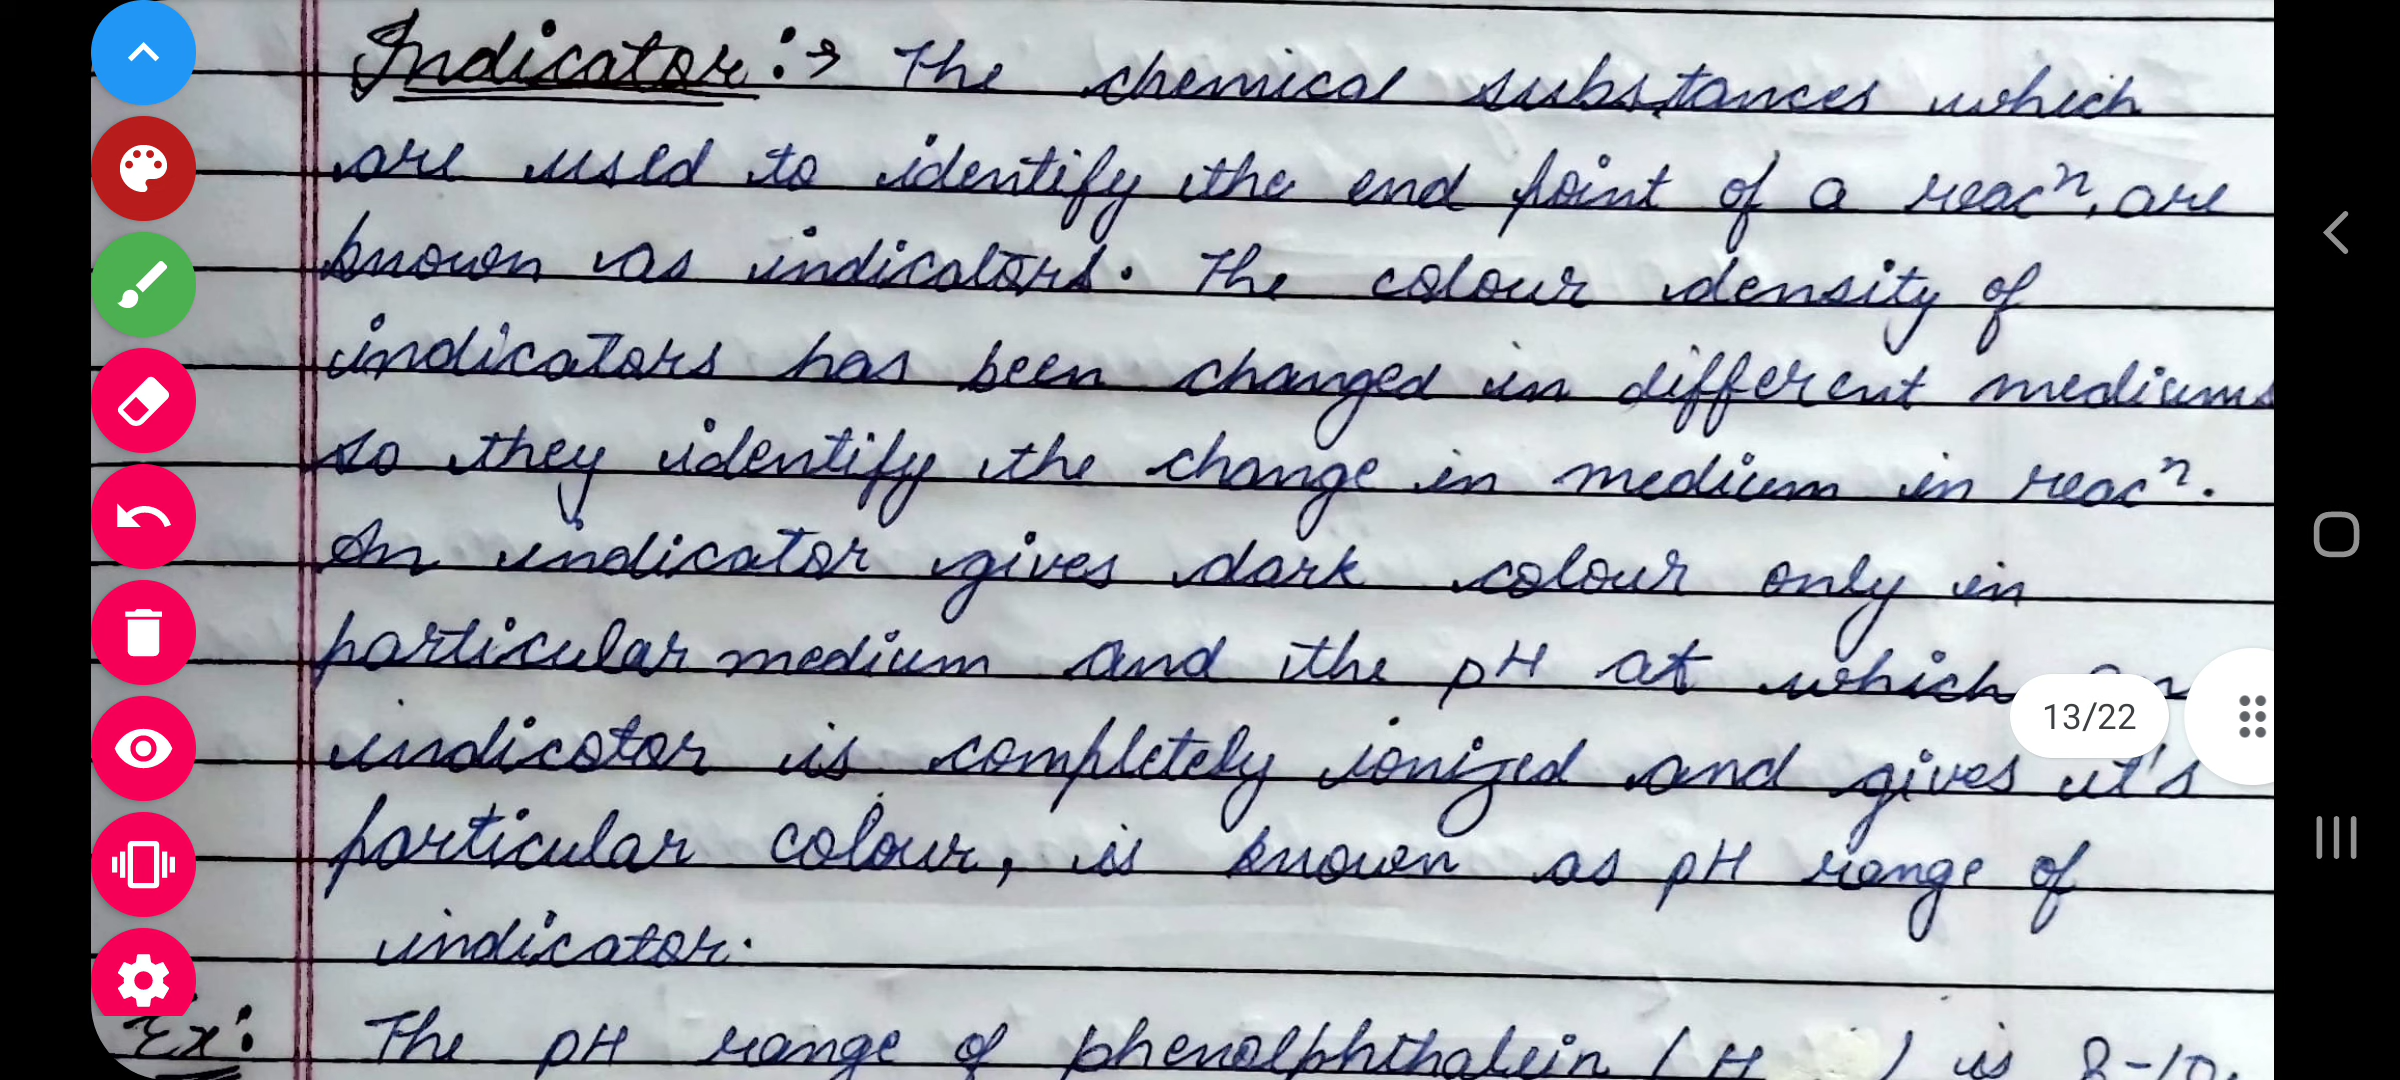 Indicator :→ The chemical substances which
are used to identify the end point of a reacⁿ, are
known as indicators. The colour density of
indicators has been changed in different mediums
so they identify the change in medium in reacⁿ.
An indicator gives dark colour only in
particular medium and the pH at which an
13/22
indicator is completely ionized and gives it's
particular colour, is known as pH range of
indicator.
Ex: The pH range of phenolphthalein (H ) is 8-10.